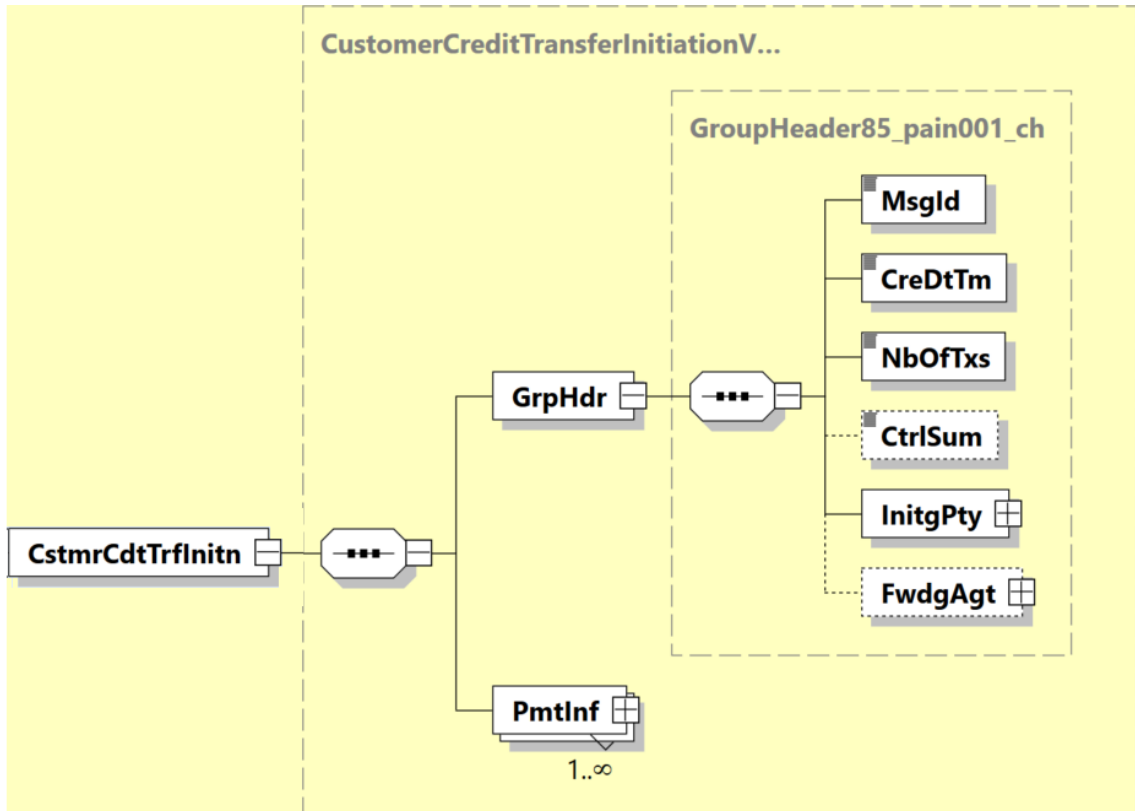 CustomerCreditTransferInitiationV...
GroupHeader85_pain001_ch
MsgId
CreDtTm
NbOfTxs
GrpHdr
CtrlSum
InitgPty
CstmrCdtTrfInitn
FwdgAgt
PmtInf
1..∞